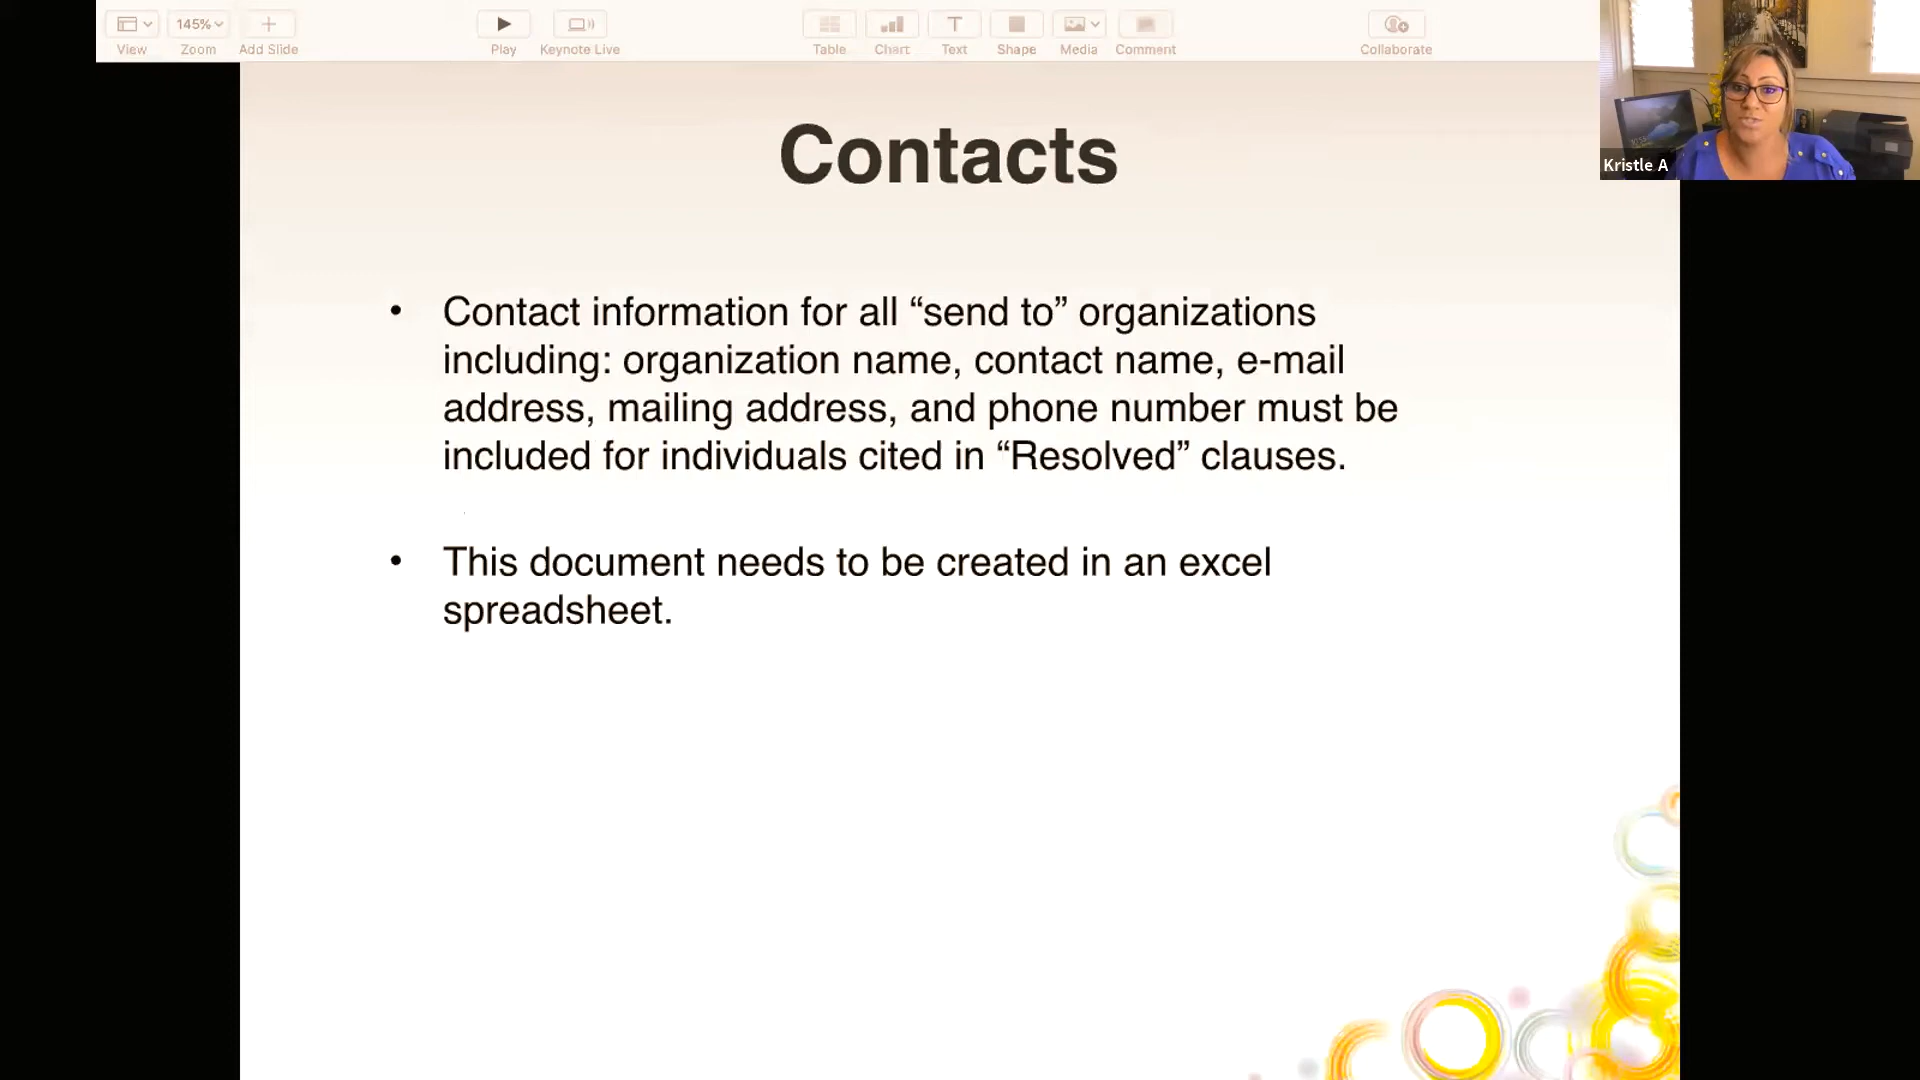 145%
View
Zoom
Add Slide
Play
Keynote Live
Table
Chart
Text
Shape
Media
Comment
Collaborate
Kristle A
Contacts
• Contact information for all “send to” organizations
including: organization name, contact name, e-mail
address, mailing address, and phone number must be
included for individuals cited in “Resolved” clauses.
• This document needs to be created in an excel
spreadsheet.